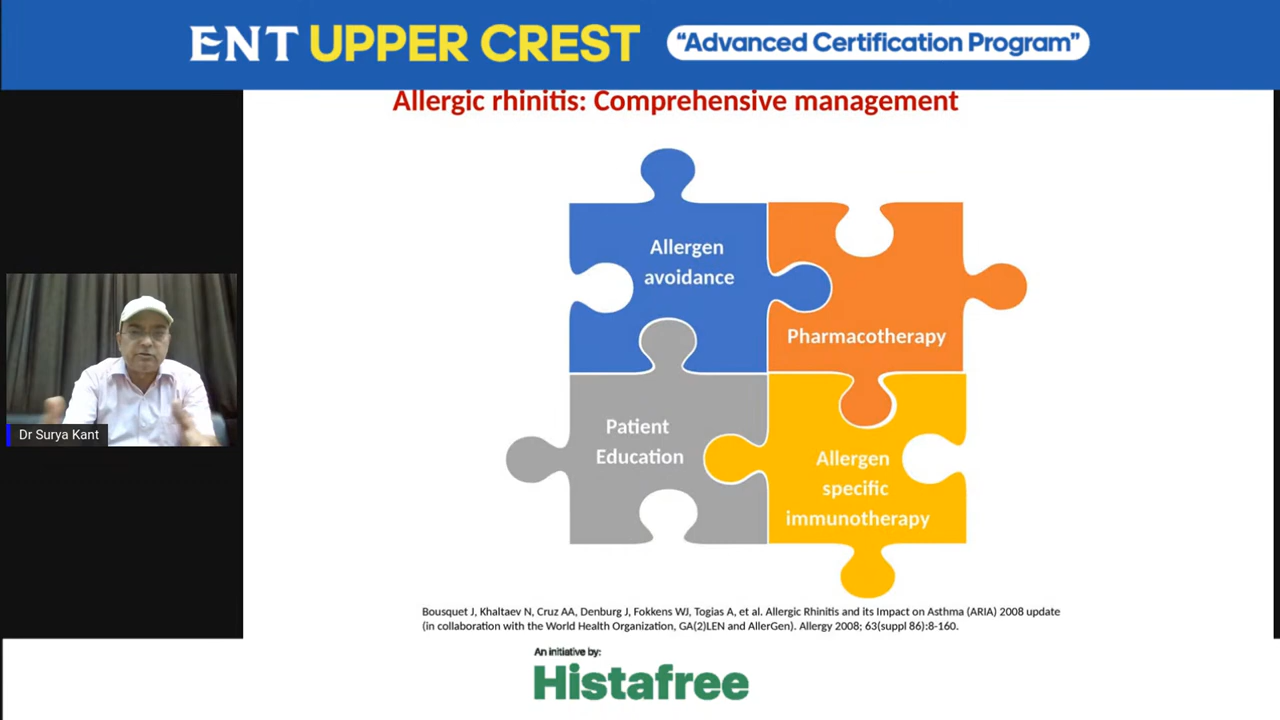 ENT UPPER CREST "Advanced Certification Program"
Allergic rhinitis: Comprehensive management
Allergen
avoidance
Pharmacotherapy
Patient
Education
Allergen
specific
immunotherapy
Dr Surya Kant
Bousquet J, Khaltaev N, Cruz AA, Denburg J, Fokkens WJ, Togias A, et al. Allergic Rhinitis and its Impact on Asthma (ARIA) 2008 update
(in collaboration with the World Health Organization, GA(2)LEN and AllerGen). Allergy 2008; 63(suppl 86):8-160.
An initiative by:
Histafree